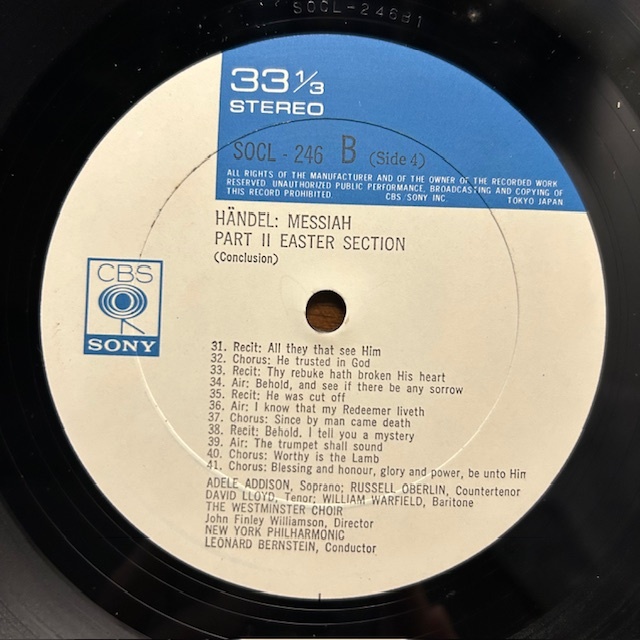 SOCL-246B1
33 1/3
STEREO
SOCL - 246 B (Side 4)
ALL RIGHTS OF THE MANUFACTURER AND OF THE OWNER OF THE RECORDED WORK
RESERVED. UNAUTHORIZED PUBLIC PERFORMANCE, BROADCASTING AND COPYING OF
THIS RECORD PROHIBITED. CBS/SONY INC. TOKYO JAPAN
HÄNDEL: MESSIAH
PART II EASTER SECTION
(Conclusion)
CBS
SONY
31. Recit: All they that see Him
32. Chorus: He trusted in God
33. Recit: Thy rebuke hath broken His heart
34. Air: Behold, and see if there be any sorrow
35. Recit: He was cut off
36. Air: I know that my Redeemer liveth
37. Chorus: Since by man came death
38. Recit: Behold. I tell you a mystery
39. Air: The trumpet shall sound
40. Chorus: Worthy is the Lamb
41. Chorus: Blessing and honour, glory and power, be unto Him
ADELE ADDISON, Soprano; RUSSELL OBERLIN, Countertenor
DAVID LLOYD, Tenor; WILLIAM WARFIELD, Baritone
THE WESTMINSTER CHOIR
John Finley Williamson, Director
NEW YORK PHILHARMONIC
LEONARD BERNSTEIN, Conductor